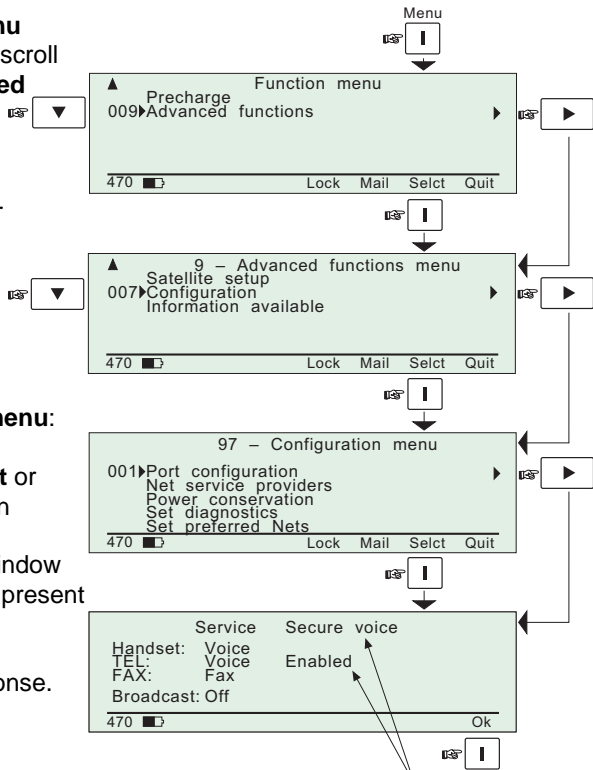 Menu
nu
scroll
ed
Function menu
Precharge
009 Advanced functions
470 Lock Mail Selct Quit
9 – Advanced functions menu
Satellite setup
007 Configuration
Information available
470 Lock Mail Selct Quit
nenu:
97 – Configuration menu
t or
n
001 Port configuration
Net service providers
Power conservation
Set diagnostics
Set preferred Nets
470 Lock Mail Selct Quit
indow
present
Service Secure voice
Handset: Voice
TEL: Voice Enabled
FAX: Fax
Broadcast: Off
onse.
470 Ok